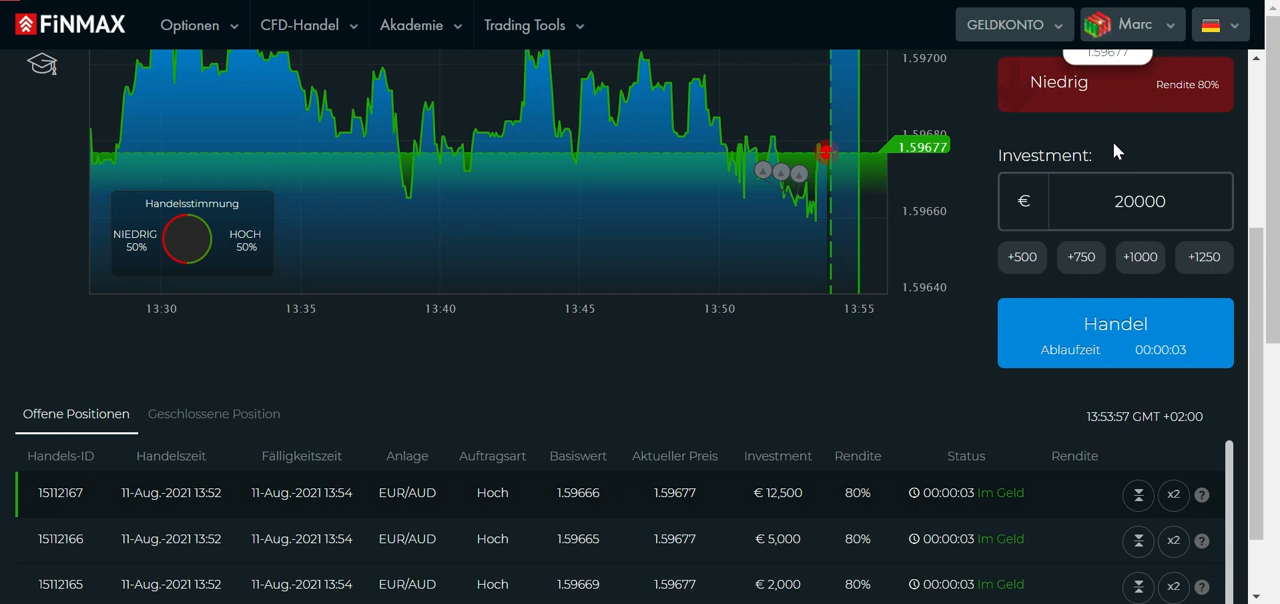 FiNMAX Optionen CFD-Handel Akademie Trading Tools GELDKONTO Marc
1.59677
Niedrig Rendite 80%
1.59700
1.59680
1.59677
1.59660
1.59640
Handelsstimmung
NIEDRIG 50% HOCH 50%
13:30 13:35 13:40 13:45 13:50 13:55
Investment:
€ 20000
+500 +750 +1000 +1250
Handel
Ablaufzeit 00:00:03
Offene Positionen Geschlossene Position 13:53:57 GMT +02:00
Handels-ID Handelszeit Fälligkeitszeit Anlage Auftragsart Basiswert Aktueller Preis Investment Rendite Status Rendite
15112167 11-Aug.-2021 13:52 11-Aug.-2021 13:54 EUR/AUD Hoch 1.59666 1.59677 € 12,500 80% 00:00:03 Im Geld x2 ?
15112166 11-Aug.-2021 13:52 11-Aug.-2021 13:54 EUR/AUD Hoch 1.59665 1.59677 € 5,000 80% 00:00:03 Im Geld x2 ?
15112165 11-Aug.-2021 13:52 11-Aug.-2021 13:54 EUR/AUD Hoch 1.59669 1.59677 € 2,000 80% 00:00:03 Im Geld x2 ?